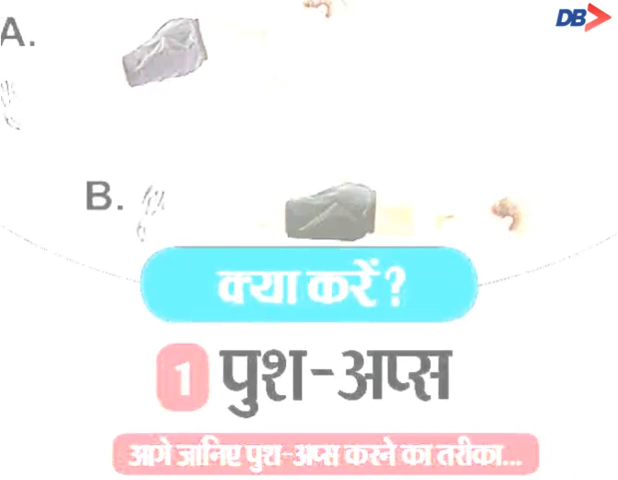 DB
A.
B.
क्या करें?
1 पुश-अप्स
आगे जानिए पुश-अप्स करने का तरीका...